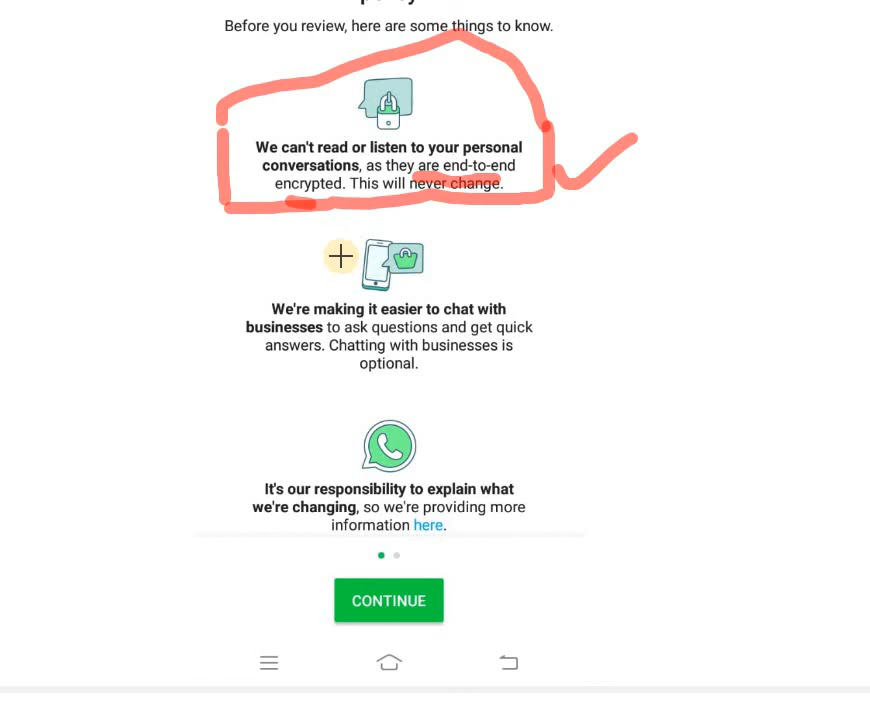 Before you review, here are some things to know.
We can't read or listen to your personal
conversations, as they are end-to-end
encrypted. This will never change.
We're making it easier to chat with
businesses to ask questions and get quick
answers. Chatting with businesses is
optional.
It's our responsibility to explain what
we're changing, so we're providing more
information here.
CONTINUE